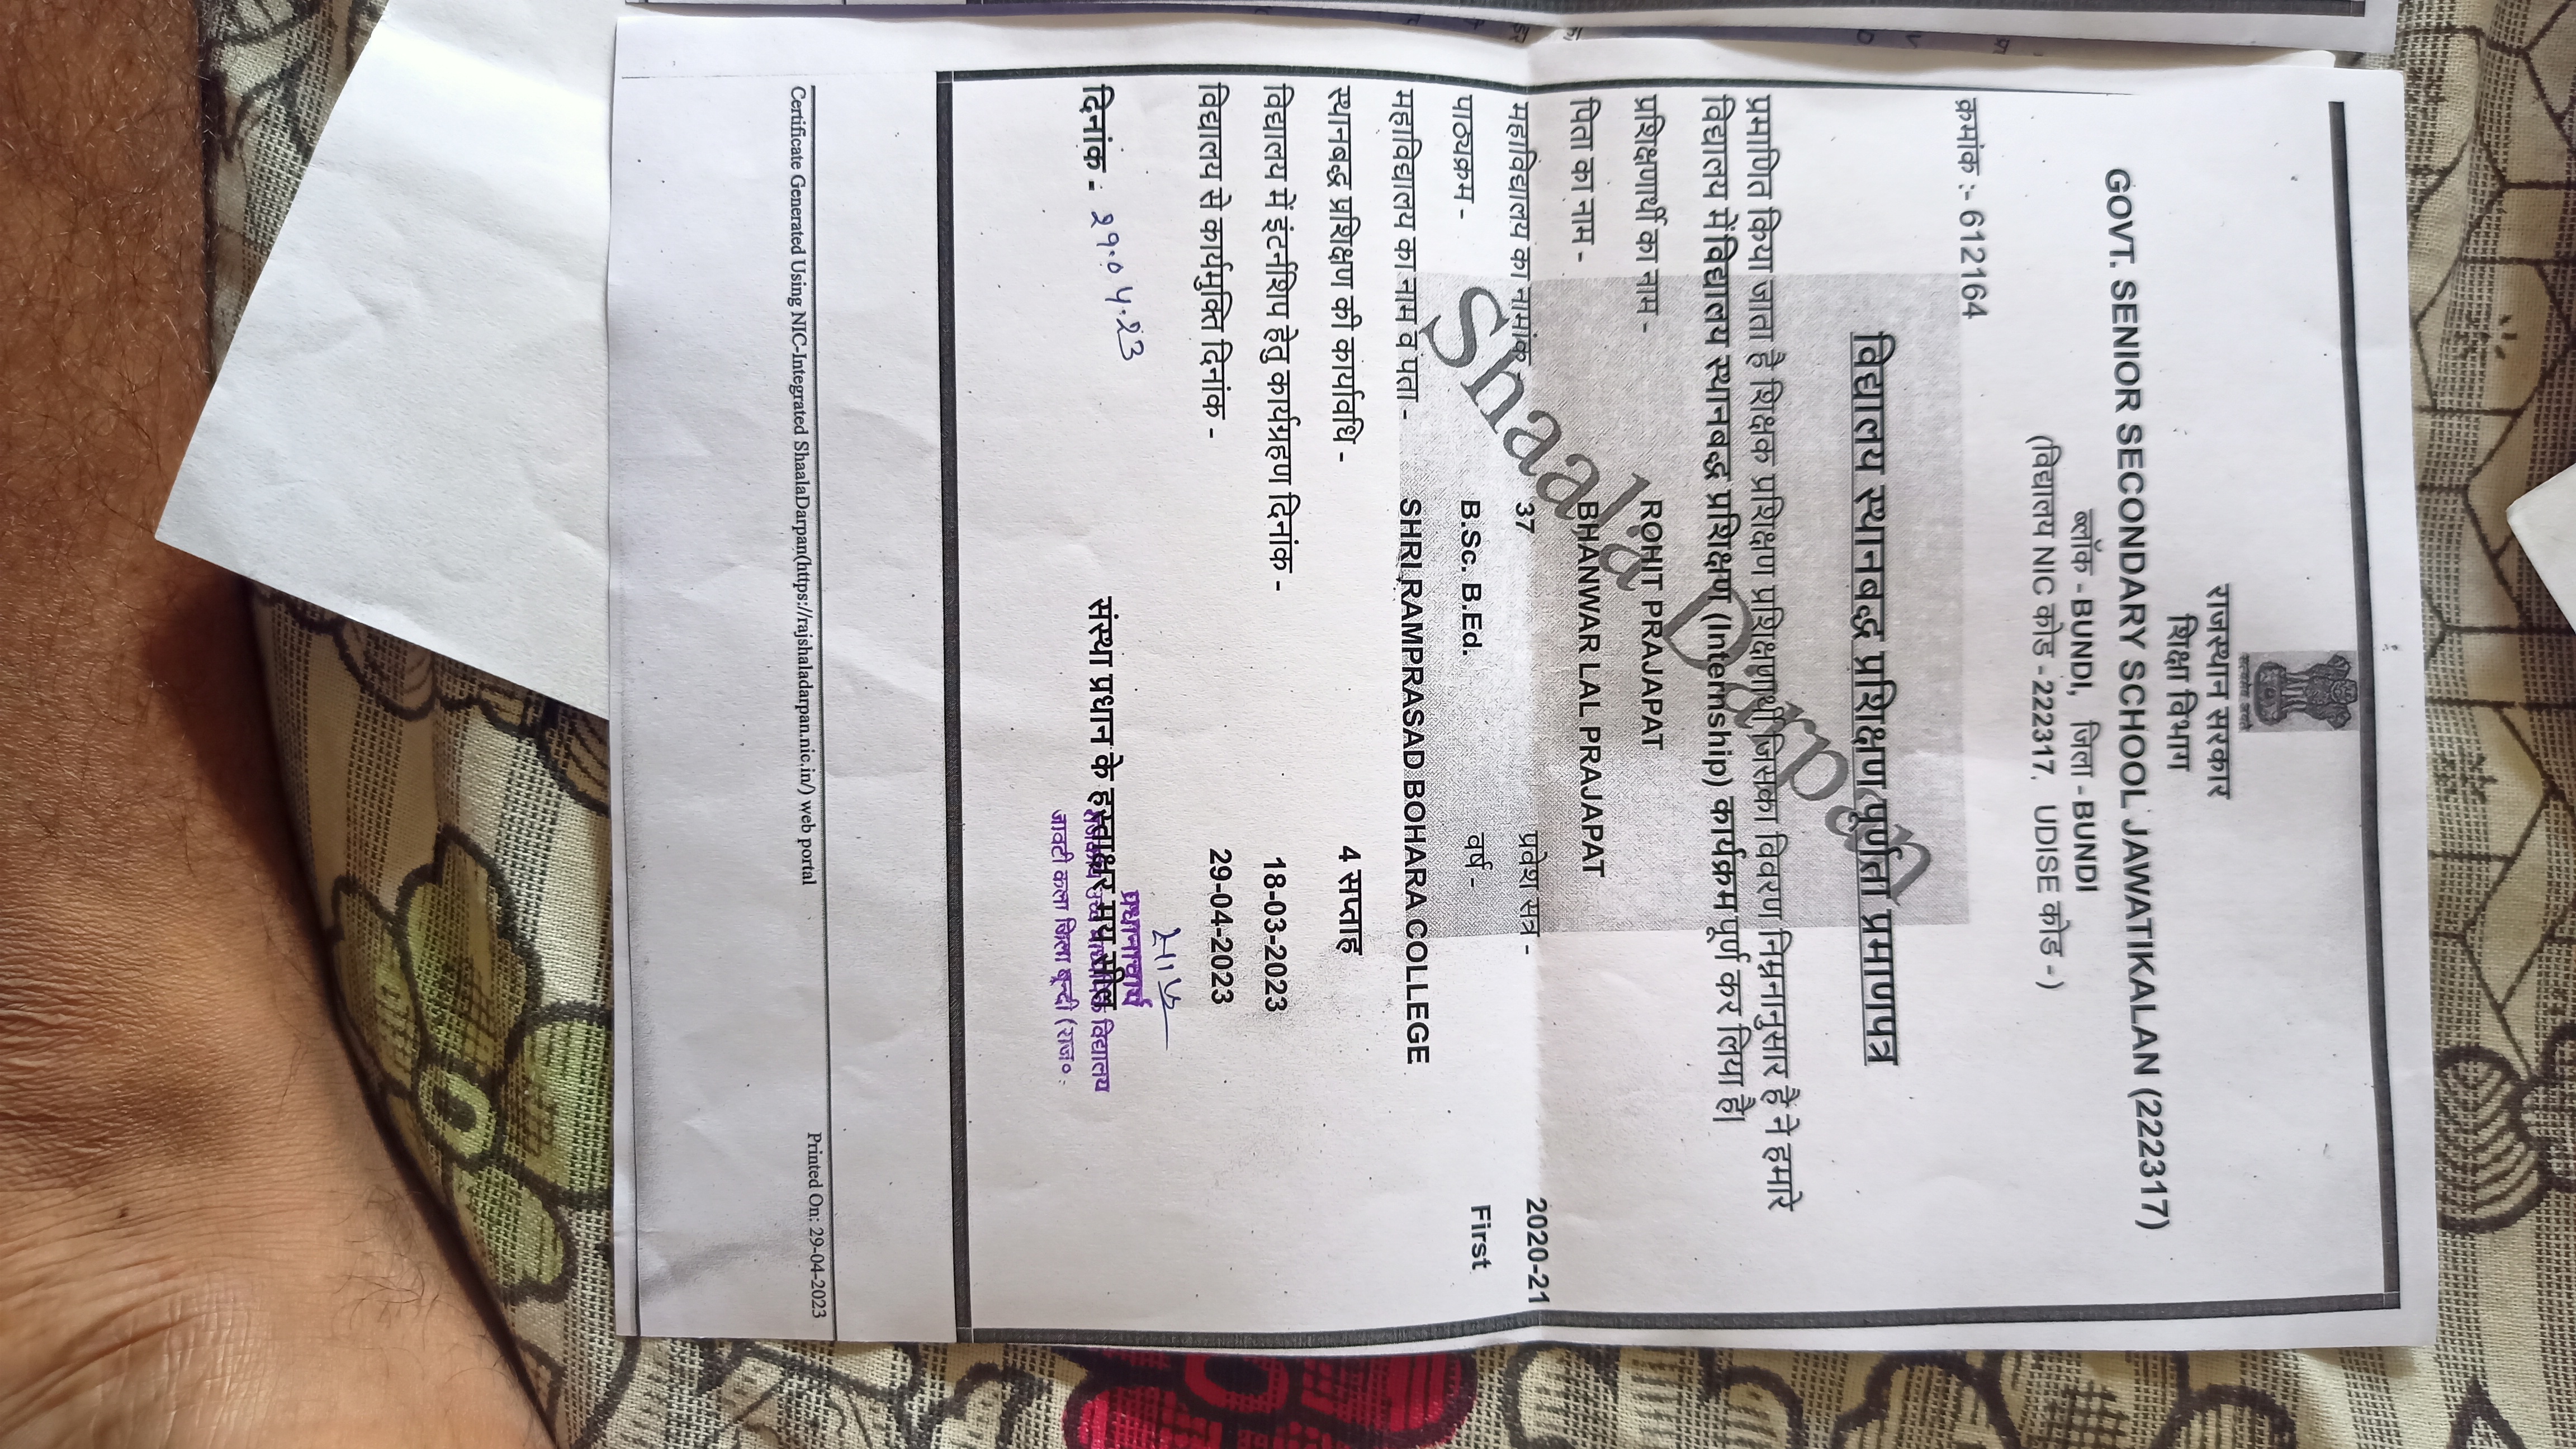 सत्यमेव जयते
राजस्थान सरकार
शिक्षा विभाग
GOVT. SENIOR SECONDARY SCHOOL JAWATIKALAN (222317)
ब्लॉक - BUNDI, जिला - BUNDI
(विद्यालय NIC कोड - 222317, UDISE कोड - )
क्रमांक :- 612164
विद्यालय स्थानबद्ध प्रशिक्षण पूर्णता प्रमाणपत्र
Shaala Darpan
प्रमाणित किया जाता है शिक्षक प्रशिक्षण प्रशिक्षणार्थी जिसका विवरण निम्ननानुसार है ने हमारे
विद्यालय में विद्यालय स्थानबद्ध प्रशिक्षण (Internship) कार्यक्रम पूर्ण कर लिया है|
प्रशिक्षणार्थी का नाम - ROHIT PRAJAPAT
पिता का नाम - BHANWAR LAL PRAJAPAT
महाविद्यालय का नामांक - 37 प्रवेश सत्र - 2020-21
पाठ्यक्रम - B.Sc. B.Ed. वर्ष - First
महाविद्यालय का नाम व पता - SHRI RAMPRASAD BOHARA COLLEGE
स्थानबद्ध प्रशिक्षण की कार्यावधि - 4 सप्ताह
विद्यालय में इंटर्नशिप हेतु कार्यग्रहण दिनांक - 18-03-2023
विद्यालय से कार्यमुक्ति दिनांक - 29-04-2023
प्रधानाचार्य
दिनांक - 29.04.23 संस्था प्रधान के हस्ताक्षर मय सील
राजकीय उच्च माध्यमिक विद्यालय
जावटी कला जिला बून्दी (राज०
Certificate Generated Using NIC-Integrated ShaalaDarpan(https://rajshaladarpan.nic.in/) web portal Printed On: 29-04-2023